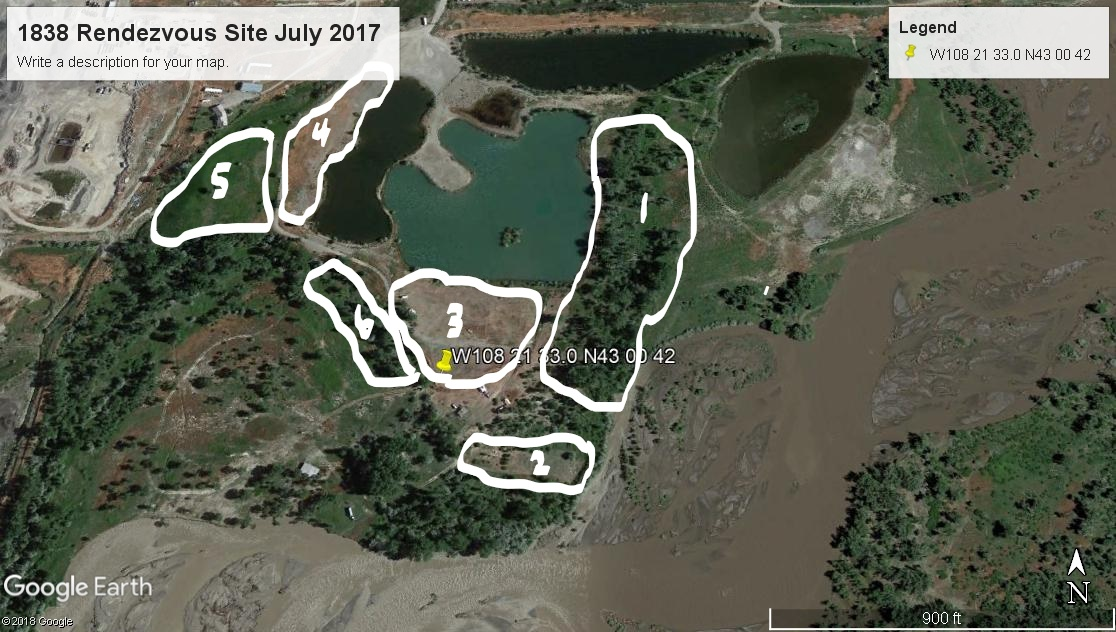 1838 Rendezvous Site July 2017
Write a description for your map.
Legend
W108 21 33.0 N43 00 42
4
5
1
6
3
W108 21 33.0 N43 00 42
2
Google Earth
©2018 Google
N
900 ft